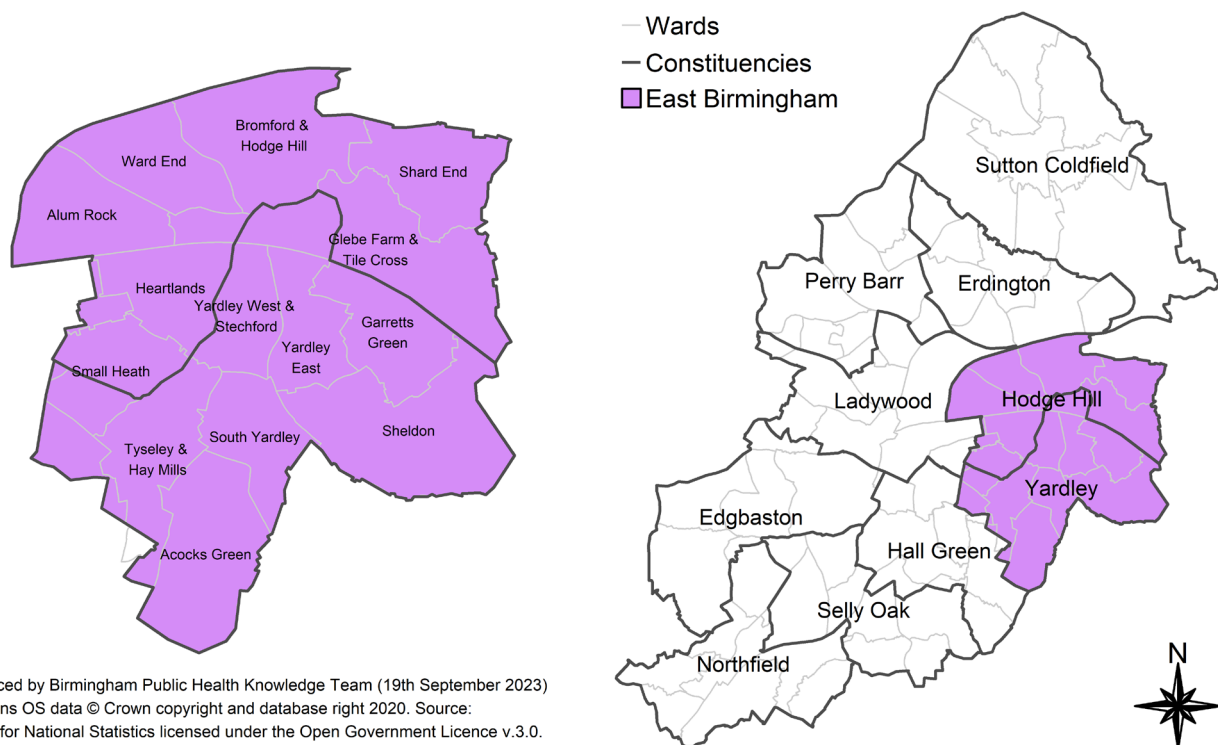 Wards
Constituencies
East Birmingham
Bromford &
Hodge Hill
Ward End
Shard End
Alum Rock
Glebe Farm &
Tile Cross
Heartlands
Yardley West &
Stechford
Garretts
Green
Yardley
East
Small Heath
South Yardley
Sheldon
Tyseley &
Hay Mills
Acocks Green
Sutton Coldfield
Perry Barr
Erdington
Ladywood
Hodge Hill
Yardley
Edgbaston
Hall Green
Selly Oak
Northfield
N
ced by Birmingham Public Health Knowledge Team (19th September 2023)
ns OS data © Crown copyright and database right 2020. Source:
for National Statistics licensed under the Open Government Licence v.3.0.